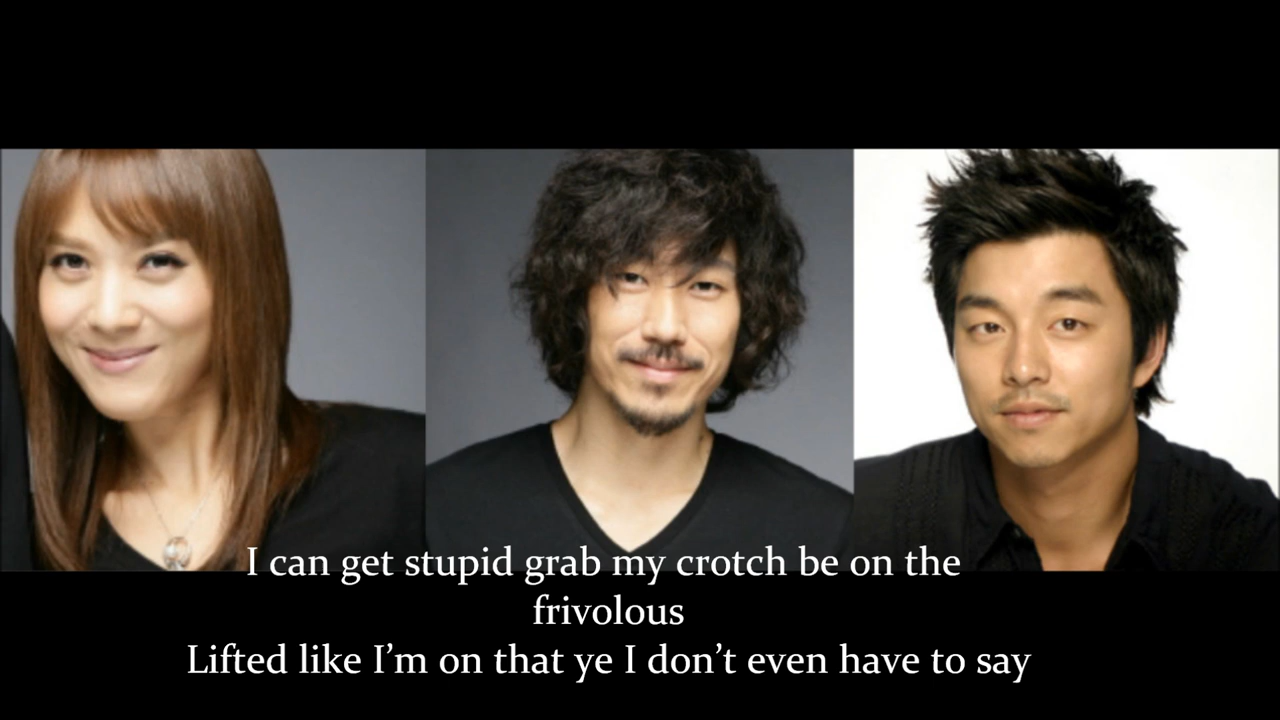 I can get stupid grab my crotch be on the
frivolous
Lifted like I’m on that ye I don’t even have to say